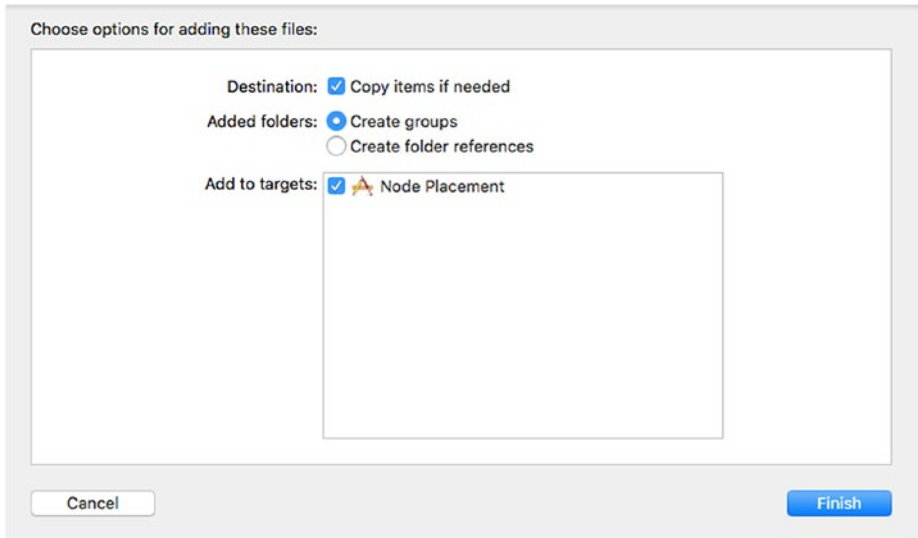 Choose options for adding these files:
Destination: Copy items if needed
Added folders: Create groups
Create folder references
Add to targets: Node Placement
Cancel Finish